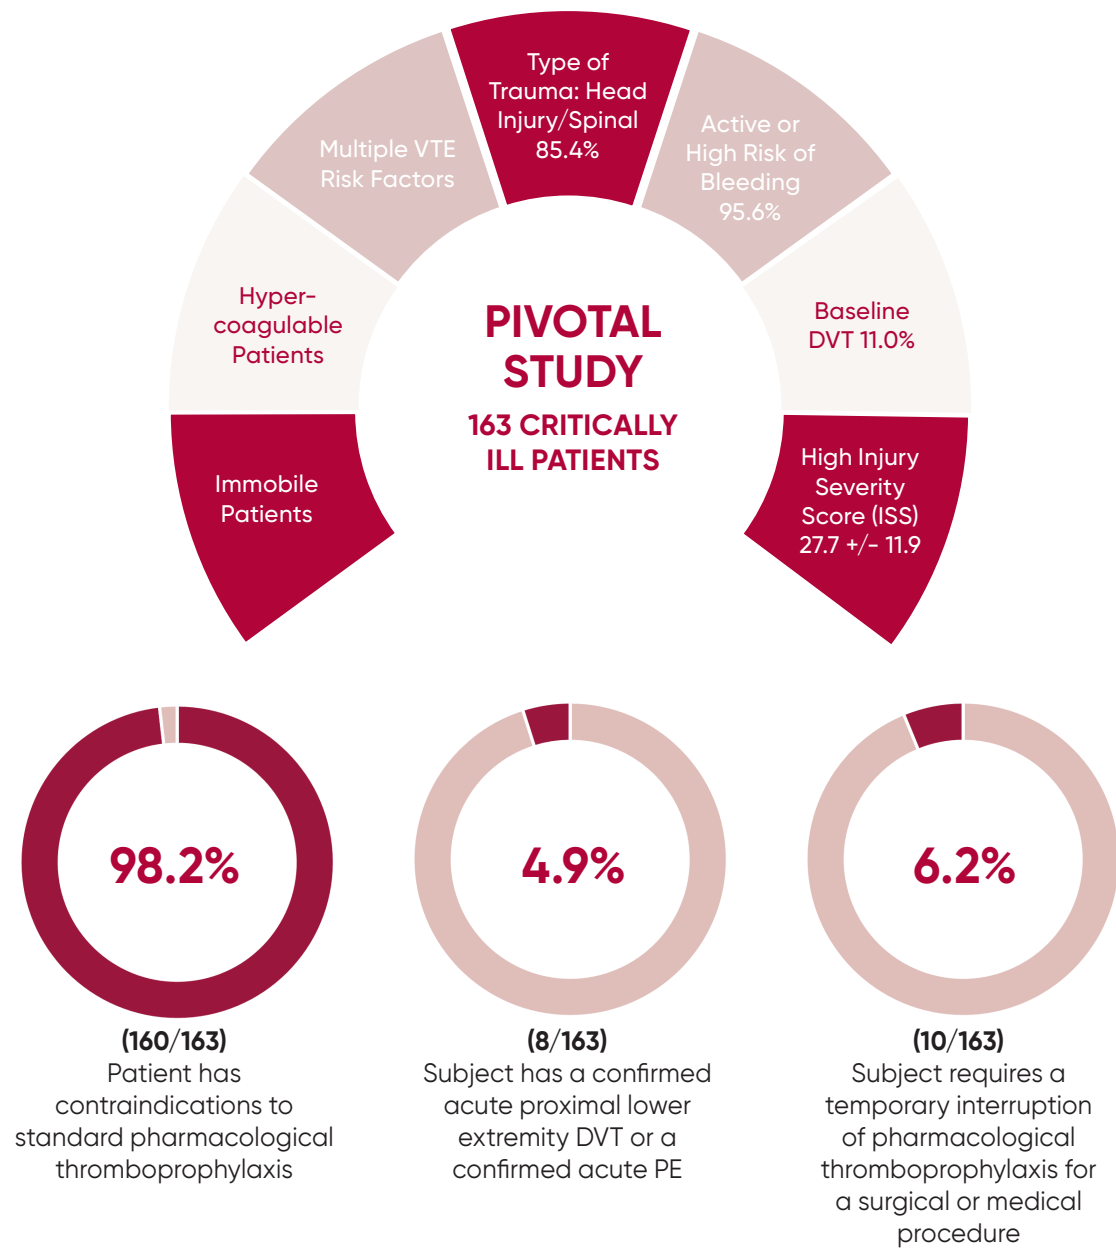 Type of
Trauma: Head
Injury/Spinal
85.4%
Multiple VTE
Risk Factors
Active or
High Risk of
Bleeding
95.6%
Hyper-
coagulable
Patients
Baseline
DVT 11.0%
Immobile
Patients
High Injury
Severity
Score (ISS)
27.7 +/- 11.9
PIVOTAL
STUDY
163 CRITICALLY
ILL PATIENTS
98.2%
(160/163)
Patient has
contraindications to
standard pharmacological
thromboprophylaxis
4.9%
(8/163)
Subject has a confirmed
acute proximal lower
extremity DVT or a
confirmed acute PE
6.2%
(10/163)
Subject requires a
temporary interruption
of pharmacological
thromboprophylaxis for
a surgical or medical
procedure